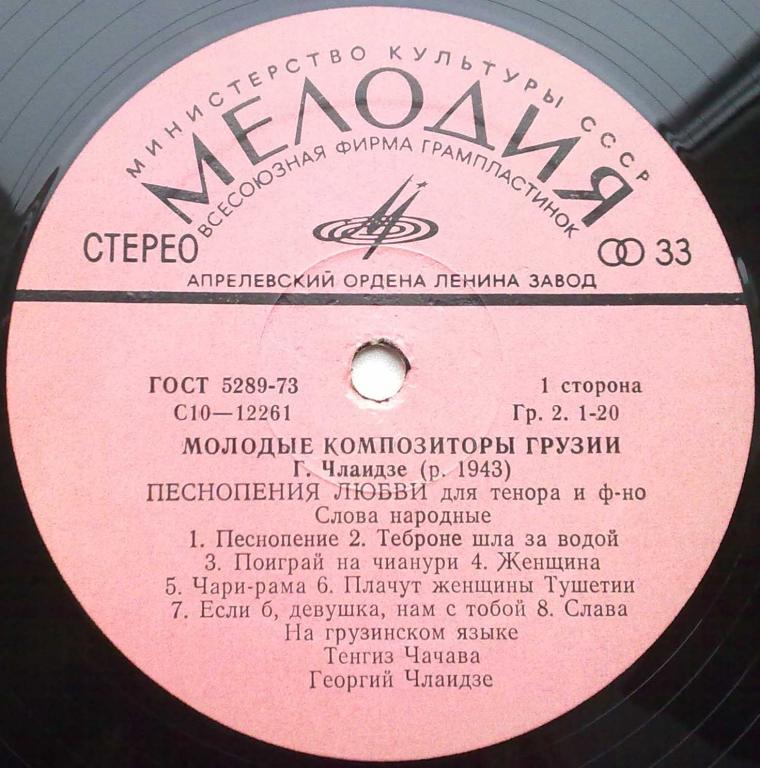 МИНИСТЕРСТВО КУЛЬТУРЫ СССР
МЕЛОДИЯ
ВСЕСОЮЗНАЯ ФИРМА ГРАМПЛАСТИНОК
СТЕРЕО 33
АПРЕЛЕВСКИЙ ОРДЕНА ЛЕНИНА ЗАВОД
ГОСТ 5289-73 1 сторона
С10—12261 Гр. 2. 1-20
МОЛОДЫЕ КОМПОЗИТОРЫ ГРУЗИИ
Г. Члаидзе (р. 1943)
ПЕСНОПЕНИЯ ЛЮБВИ для тенора и ф-но
Слова народные
1. Песнопение 2. Теброне шла за водой
3. Поиграй на чианури 4. Женщина
5. Чари-рама 6. Плачут женщины Тушетии
7. Если б, девушка, нам с тобой 8. Слава
На грузинском языке
Тенгиз Чачава
Георгий Члаидзе